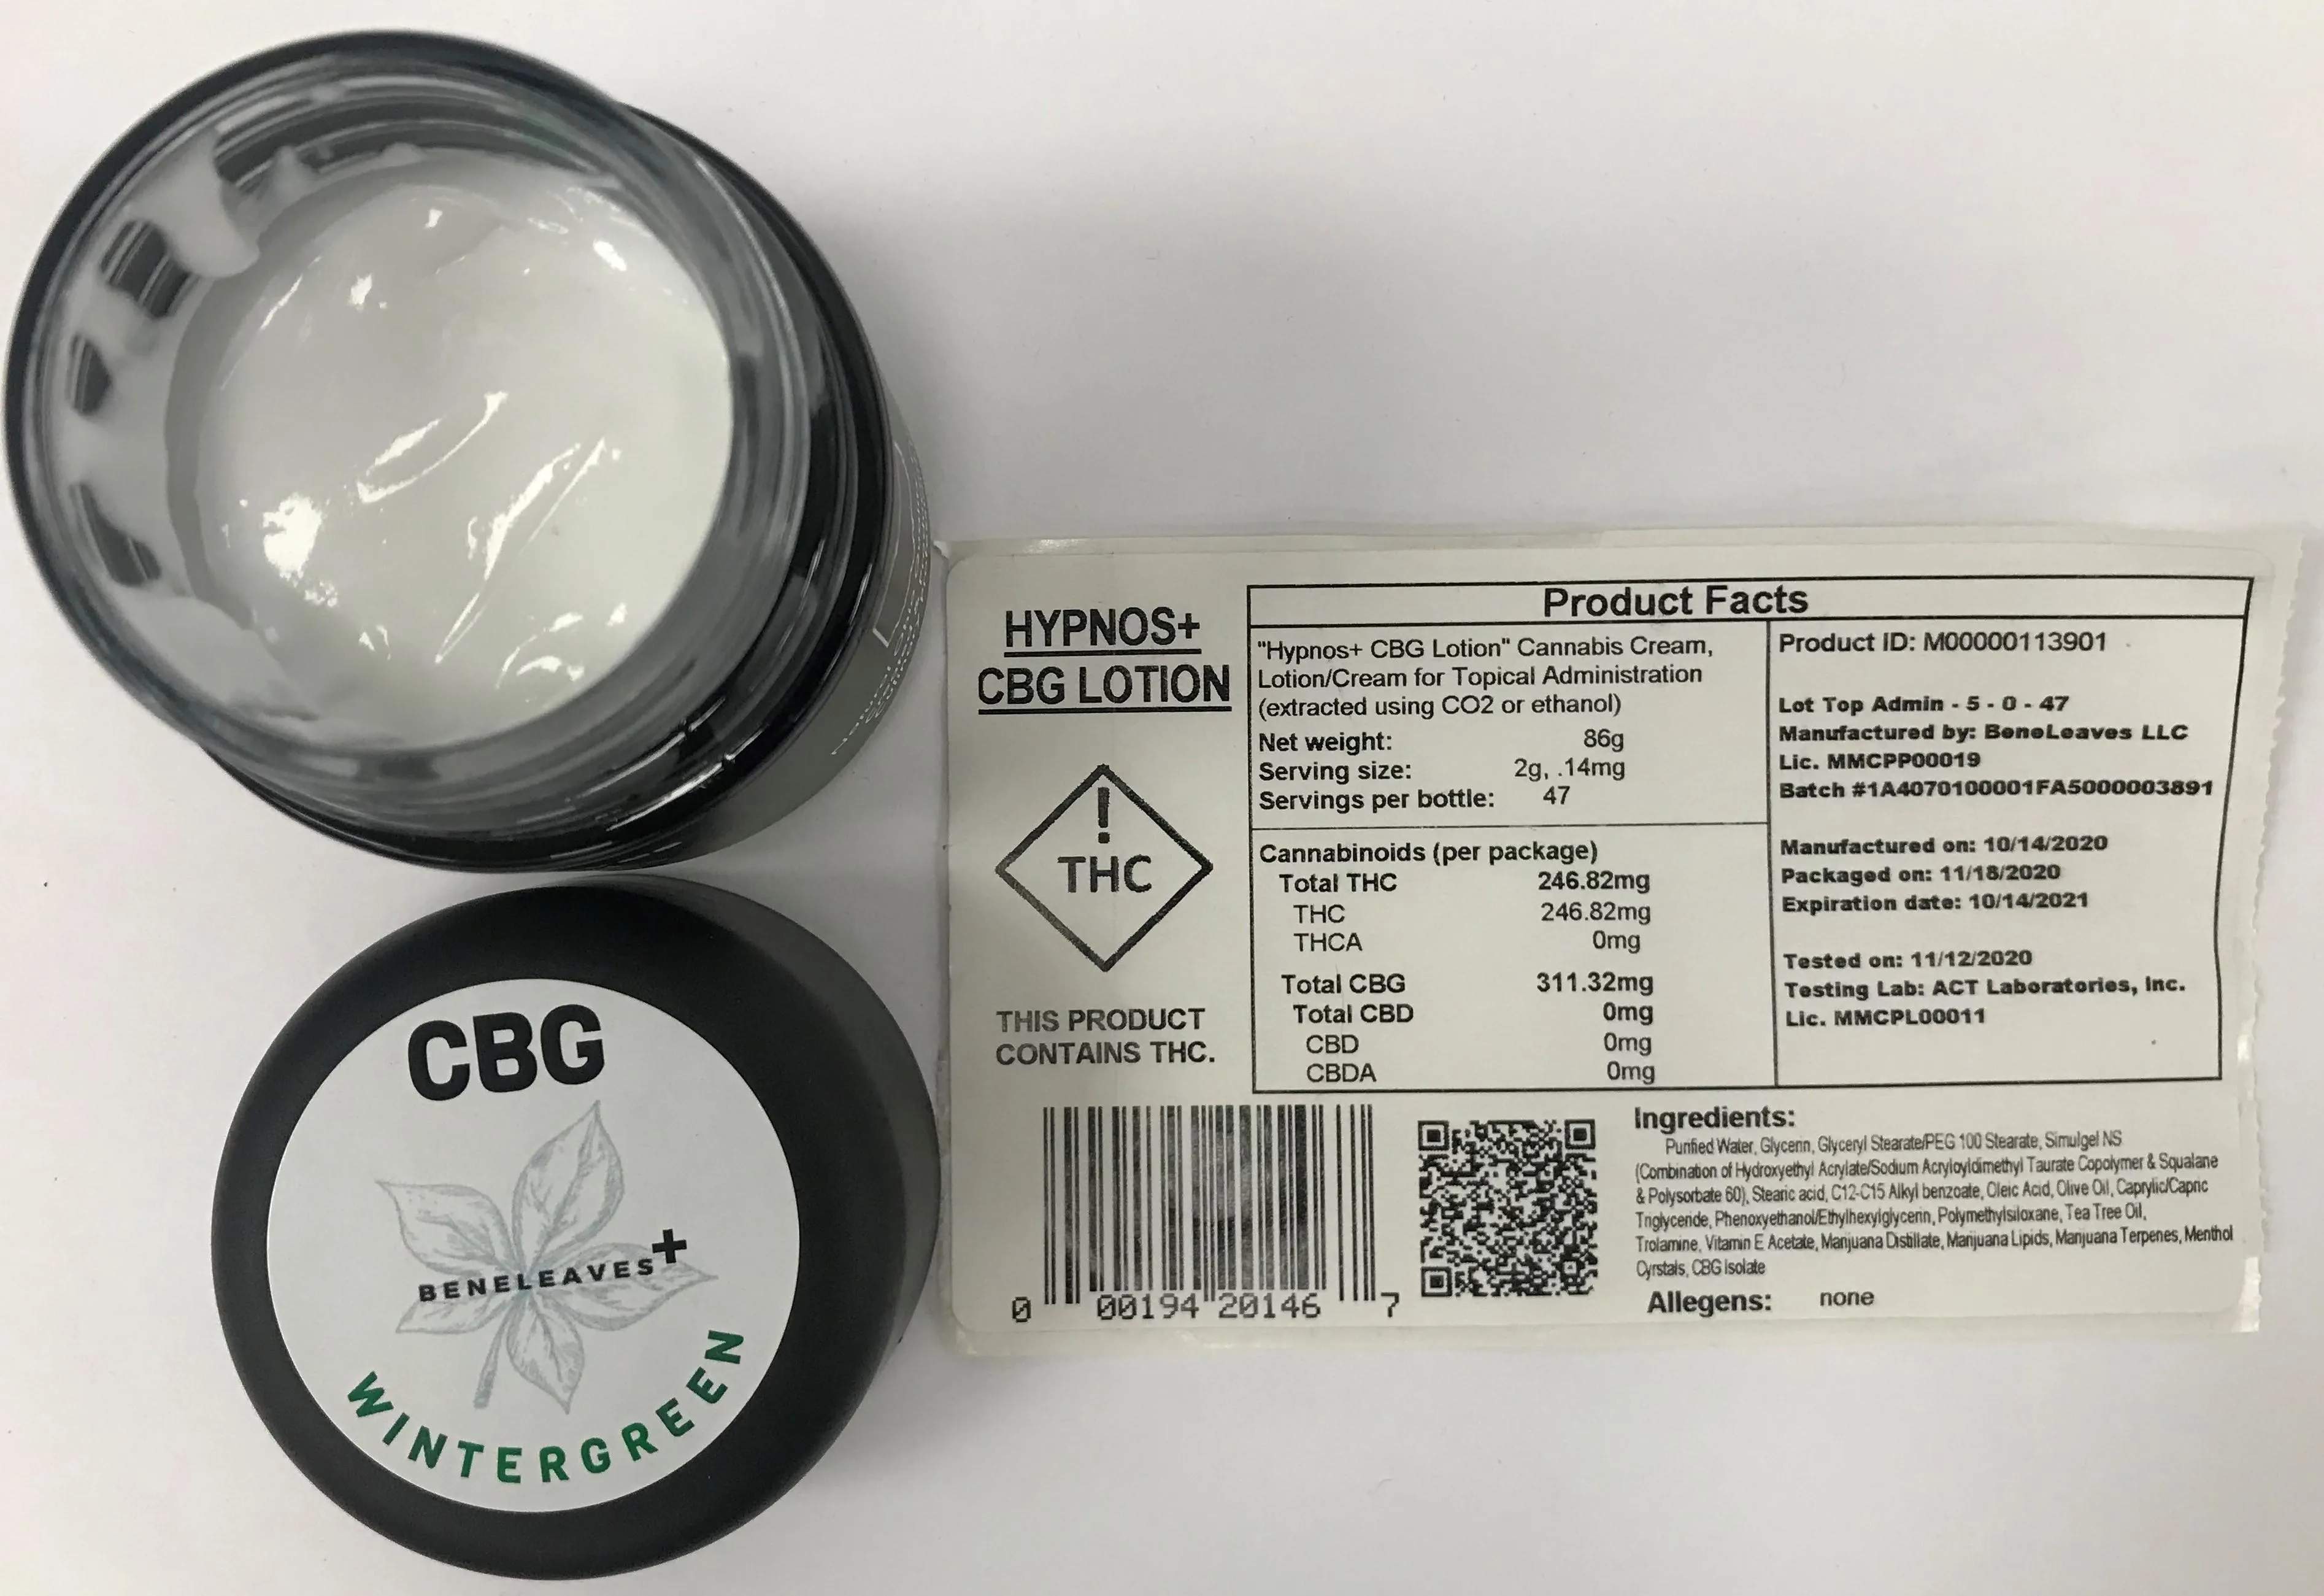 HYPNOS+
CBG LOTION
!
THC
THIS PRODUCT
CONTAINS THC.
Product Facts
"Hypnos+ CBG Lotion" Cannabis Cream,
Lotion/Cream for Topical Administration
(extracted using CO2 or ethanol)
Net weight: 86g
Serving size: 2g, .14mg
Servings per bottle: 47
Cannabinoids (per package)
Total THC 246.82mg
THC 246.82mg
THCA 0mg
Total CBG 311.32mg
Total CBD 0mg
CBD 0mg
CBDA 0mg
Product ID: M00000113901
Lot Top Admin - 5 - 0 - 47
Manufactured by: BeneLeaves LLC
Lic. MMCPP00019
Batch #1A4070100001FA5000003891
Manufactured on: 10/14/2020
Packaged on: 11/18/2020
Expiration date: 10/14/2021
Tested on: 11/12/2020
Testing Lab: ACT Laboratories, Inc.
Lic. MMCPL00011
0 00194 20146 7
Ingredients:
Purified Water, Glycerin, Glyceryl Stearate/PEG 100 Stearate, Simulgel NS
(Combination of Hydroxyethyl Acrylate/Sodium Acryloyldimethyl Taurate Copolymer & Squalane
& Polysorbate 60), Stearic acid, C12-C15 Alkyl benzoate, Oleic Acid, Olive Oil, Caprylic/Capric
Triglyceride, Phenoxyethanol/Ethylhexylglycerin, Polymethylsiloxane, Tea Tree Oil,
Trolamine, Vitamin E Acetate, Marijuana Distillate, Marijuana Lipids, Marijuana Terpenes, Menthol
Cyrstals, CBG Isolate
Allegens: none
CBG
BENELEAVES+
WINTERGREEN